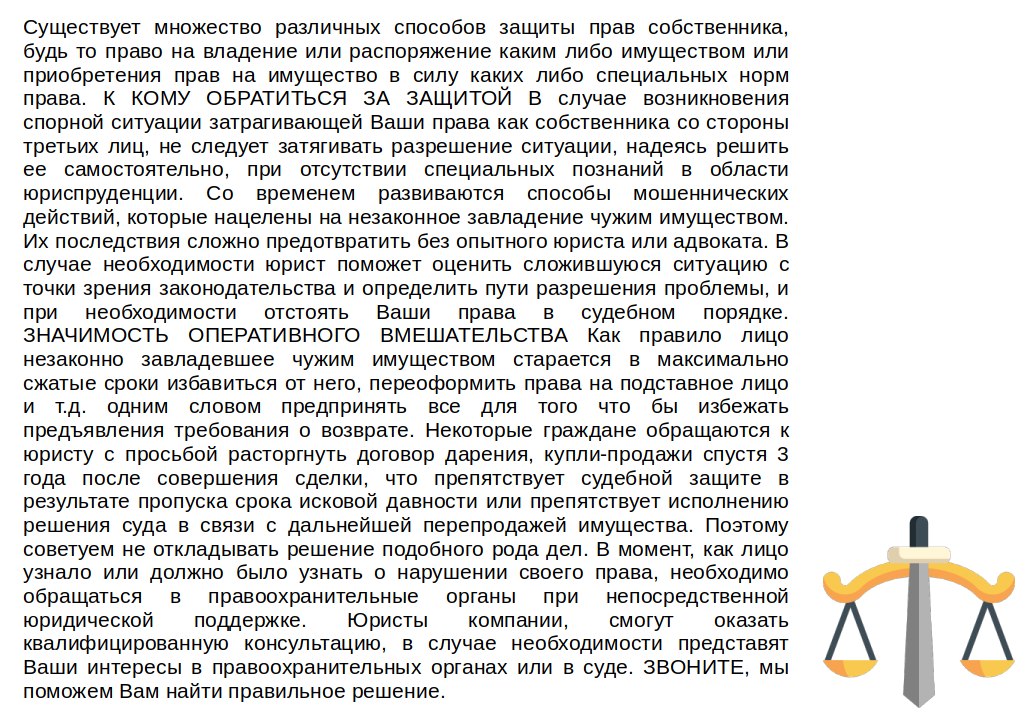 Существует множество различных способов защиты прав собственника,
будь то право на владение или распоряжение каким либо имуществом или
приобретения прав на имущество в силу каких либо специальных норм
права. К КОМУ ОБРАТИТЬСЯ ЗА ЗАЩИТОЙ В случае возникновения
спорной ситуации затрагивающей Ваши права как собственника со стороны
третьих лиц, не следует затягивать разрешение ситуации, надеясь решить
ее самостоятельно, при отсутствии специальных познаний в области
юриспруденции. Со временем развиваются способы мошеннических
действий, которые нацелены на незаконное завладение чужим имуществом.
Их последствия сложно предотвратить без опытного юриста или адвоката. В
случае необходимости юрист поможет оценить сложившуюся ситуацию с
точки зрения законодательства и определить пути разрешения проблемы, и
при необходимости отстоять Ваши права в судебном порядке.
ЗНАЧИМОСТЬ ОПЕРАТИВНОГО ВМЕШАТЕЛЬСТВА Как правило лицо
незаконно завладевшее чужим имуществом старается в максимально
сжатые сроки избавиться от него, переоформить права на подставное лицо
и т.д. одним словом предпринять все для того что бы избежать
предъявления требования о возврате. Некоторые граждане обращаются к
юристу с просьбой расторгнуть договор дарения, купли-продажи спустя 3
года после совершения сделки, что препятствует судебной защите в
результате пропуска срока исковой давности или препятствует исполнению
решения суда в связи с дальнейшей перепродажей имущества. Поэтому
советуем не откладывать решение подобного рода дел. В момент, как лицо
узнало или должно было узнать о нарушении своего права, необходимо
обращаться в правоохранительные органы при непосредственной
юридической поддержке. Юристы компании, смогут оказать
квалифицированную консультацию, в случае необходимости представят
Ваши интересы в правоохранительных органах или в суде. ЗВОНИТЕ, мы
поможем Вам найти правильное решение.